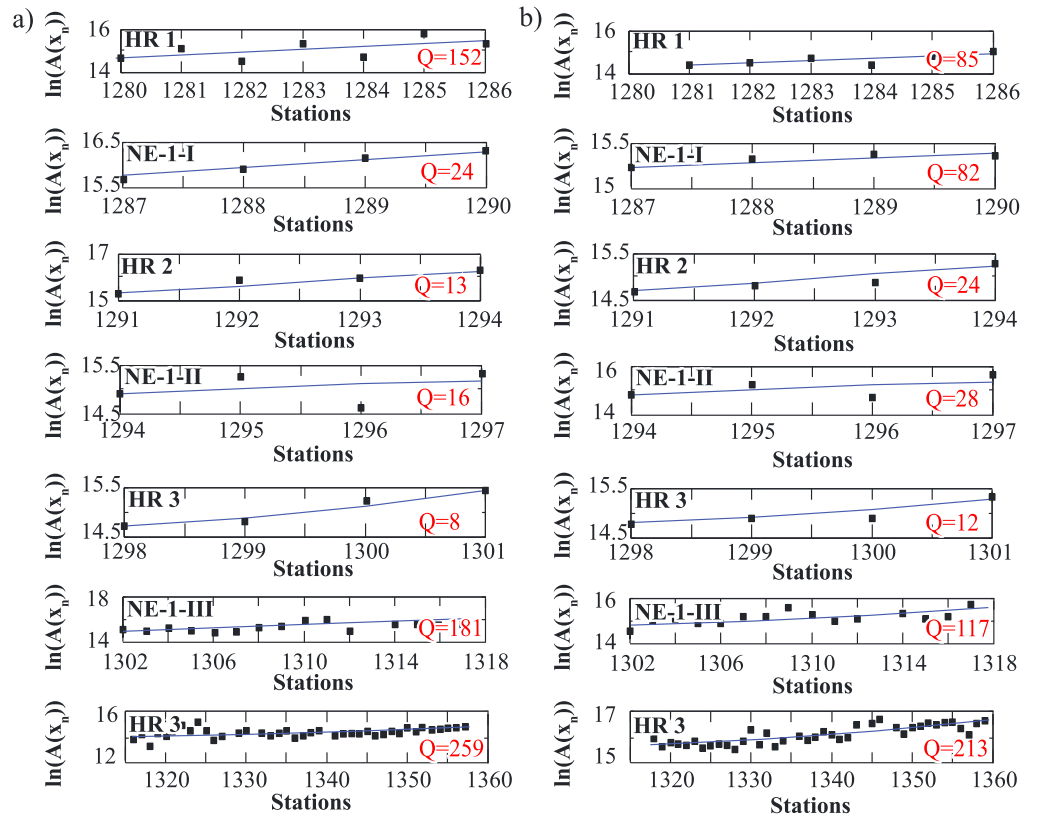 a)
ln(A(xn))
16
14
HR 1
Q=152
1280 1281 1282 1283 1284 1285 1286
Stations
ln(A(xn))
16.5
15.5
NE-1-I
Q=24
1287 1288 1289 1290
Stations
ln(A(xn))
17
15
HR 2
Q=13
1291 1292 1293 1294
Stations
ln(A(xn))
15.5
14.5
NE-1-II
Q=16
1294 1295 1296 1297
Stations
ln(A(xn))
15.5
14.5
HR 3
Q=8
1298 1299 1300 1301
Stations
ln(A(xn))
18
14
NE-1-III
Q=181
1302 1306 1310 1314 1318
Stations
ln(A(xn))
16
14
12
HR 3
Q=259
1320 1330 1340 1350 1360
Stations
b)
ln(A(xn))
16
14
HR 1
Q=85
1280 1281 1282 1283 1284 1285 1286
Stations
ln(A(xn))
15.5
15
NE-1-I
Q=82
1287 1288 1289 1290
Stations
ln(A(xn))
15.5
14.5
HR 2
Q=24
1291 1292 1293 1294
Stations
ln(A(xn))
16
14
NE-1-II
Q=28
1294 1295 1296 1297
Stations
ln(A(xn))
15.5
14.5
HR 3
Q=12
1298 1299 1300 1301
Stations
ln(A(xn))
16
14
NE-1-III
Q=117
1302 1306 1310 1314 1318
Stations
ln(A(xn))
17
16
15
HR 3
Q=213
1320 1330 1340 1350 1360
Stations